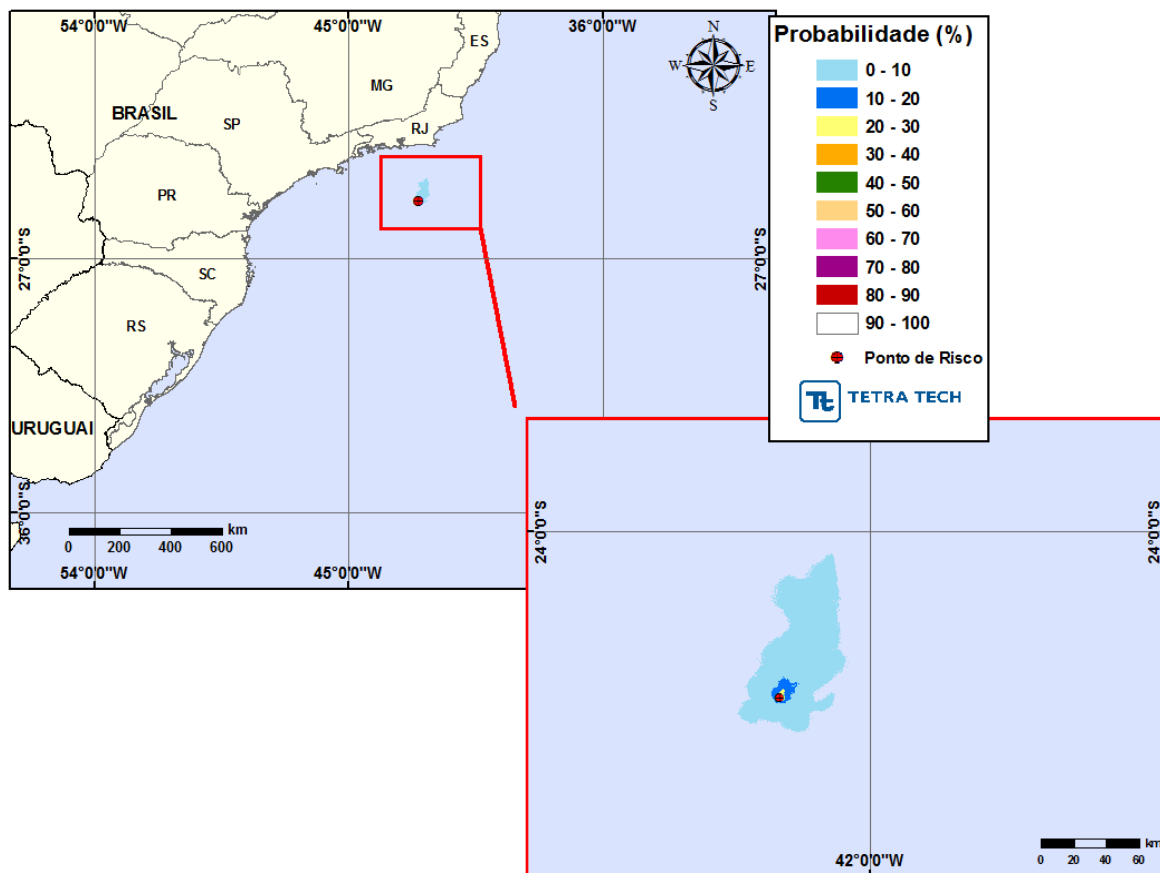 54°0'0"W
45°0'0"W
36°0'0"W
N
W
E
S
ES
MG
BRASIL
SP
RJ
PR
27°0'0"S
27°0'0"S
SC
RS
URUGUAI
36°0'0"S
km
0 200 400 600
54°0'0"W
45°0'0"W
Probabilidade (%)
0 - 10
10 - 20
20 - 30
30 - 40
40 - 50
50 - 60
60 - 70
70 - 80
80 - 90
90 - 100
Ponto de Risco
Tt TETRA TECH
24°0'0"S
24°0'0"S
42°0'0"W
km
0 20 40 60